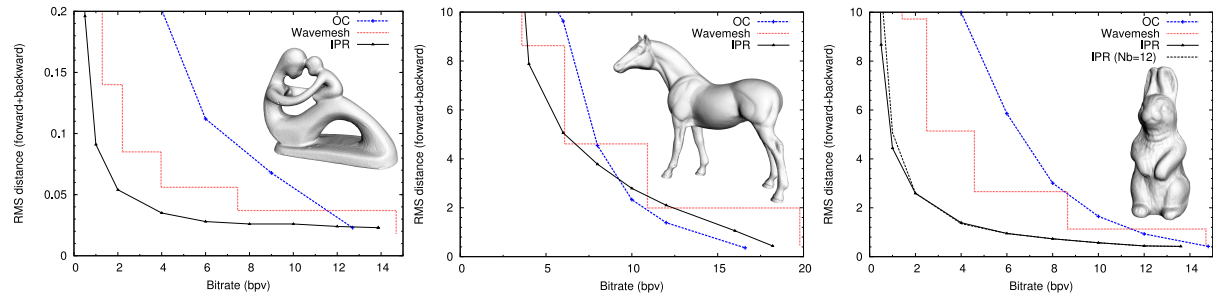 OC
Wavemesh
IPR
RMS distance (forward+backward)
0.2
0.15
0.1
0.05
0
0 2 4 6 8 10 12 14
Bitrate (bpv)
OC
Wavemesh
IPR
RMS distance (forward+backward)
10
8
6
4
2
0
5 10 15 20
Bitrate (bpv)
OC
Wavemesh
IPR
IPR (Nb=12)
RMS distance (forward+backward)
10
8
6
4
2
0
0 2 4 6 8 10 12 14
Bitrate (bpv)